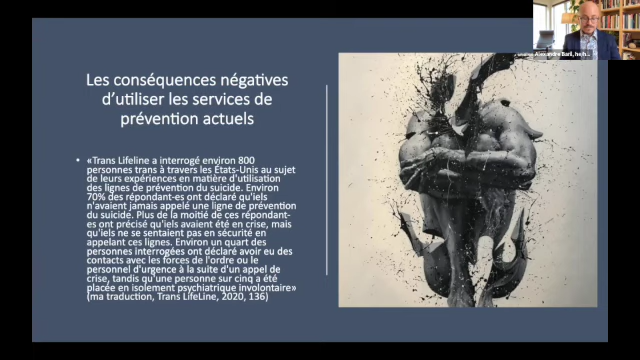 Alexandre Baril, he/h...
Les conséquences négatives
d'utiliser les services de
prévention actuels
• «Trans Lifeline a interrogé environ 800
personnes trans à travers les États-Unis au sujet
de leurs expériences en matière d'utilisation
des lignes de prévention du suicide. Environ
70% des répondant-es ont déclaré qu'iels
n'avaient jamais appelé une ligne de prévention
du suicide. Plus de la moitié de ces répondant-
es ont précisé qu'iels avaient été en crise, mais
qu'iels ne se sentaient pas en sécurité en
appelant ces lignes. Environ un quart des
personnes interrogées ont déclaré avoir eu des
contacts avec les forces de l'ordre ou le
personnel d'urgence à la suite d'un appel de
crise, tandis qu'une personne sur cinq a été
placée en isolement psychiatrique involontaire»
(ma traduction, Trans LifeLine, 2020, 136)